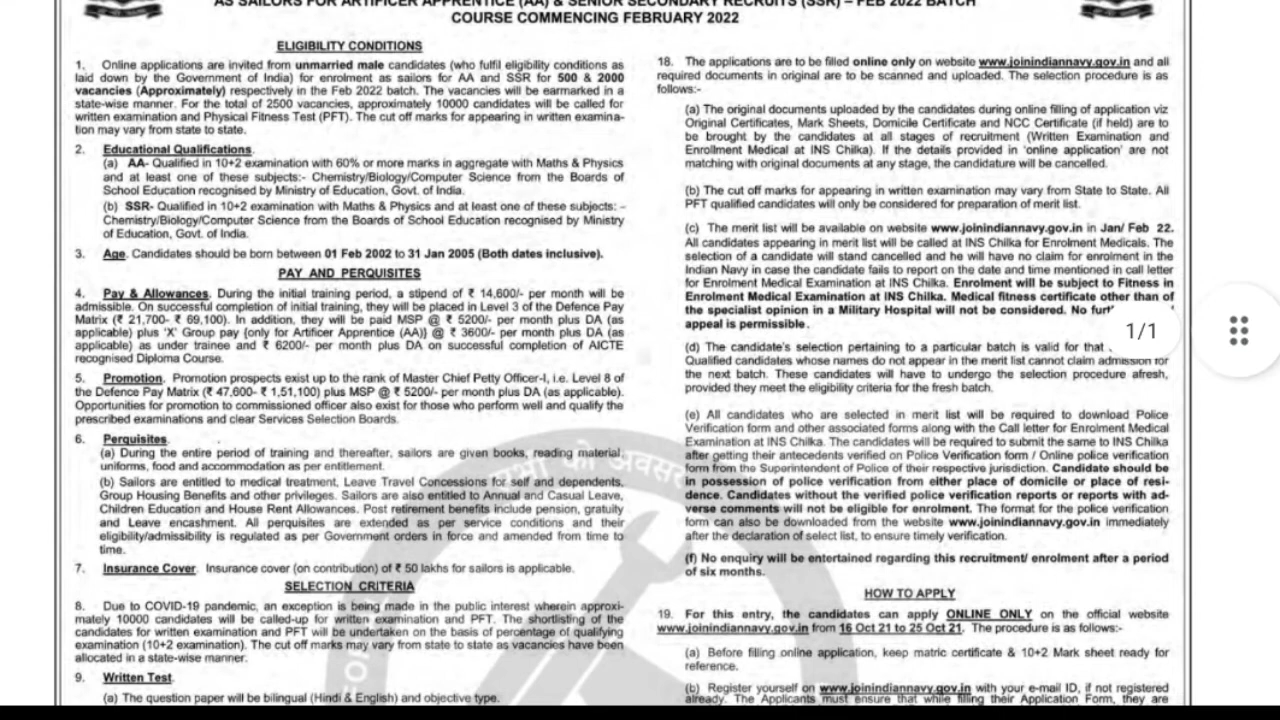 AS SAILORS FOR ARTIFICER APPRENTICE (AA) & SENIOR SECONDARY RECRUITS (SSR) – FEB 2022 BATCH
COURSE COMMENCING FEBRUARY 2022
ELIGIBILITY CONDITIONS
1. Online applications are invited from unmarried male candidates (who fulfil eligibility conditions as
laid down by the Government of India) for enrolment as sailors for AA and SSR for 500 & 2000
vacancies (Approximately) respectively in the Feb 2022 batch. The vacancies will be earmarked in a
state-wise manner. For the total of 2500 vacancies, approximately 10000 candidates will be called for
written examination and Physical Fitness Test (PFT). The cut off marks for appearing in written examina-
tion may vary from state to state.
2. Educational Qualifications.
(a) AA- Qualified in 10+2 examination with 60% or more marks in aggregate with Maths & Physics
and at least one of these subjects:- Chemistry/Biology/Computer Science from the Boards of
School Education recognised by Ministry of Education, Govt. of India.
(b) SSR- Qualified in 10+2 examination with Maths & Physics and at least one of these subjects: -
Chemistry/Biology/Computer Science from the Boards of School Education recognised by Ministry
of Education, Govt. of India.
3. Age. Candidates should be born between 01 Feb 2002 to 31 Jan 2005 (Both dates inclusive).
PAY AND PERQUISITES
4. Pay & Allowances. During the initial training period, a stipend of ₹ 14,600/- per month will be
admissible. On successful completion of initial training, they will be placed in Level 3 of the Defence Pay
Matrix (₹ 21,700- ₹ 69,100). In addition, they will be paid MSP @ ₹ 5200/- per month plus DA (as
applicable) plus 'X' Group pay {only for Artificer Apprentice (AA)} @ ₹ 3600/- per month plus DA (as
applicable) as under trainee and ₹ 6200/- per month plus DA on successful completion of AICTE
recognised Diploma Course.
5. Promotion. Promotion prospects exist up to the rank of Master Chief Petty Officer-I, i.e. Level 8 of
the Defence Pay Matrix (₹ 47,600- ₹ 1,51,100) plus MSP @ ₹ 5200/- per month plus DA (as applicable).
Opportunities for promotion to commissioned officer also exist for those who perform well and qualify the
prescribed examinations and clear Services Selection Boards.
6. Perquisites.
(a) During the entire period of training and thereafter, sailors are given books, reading material,
uniforms, food and accommodation as per entitlement.
(b) Sailors are entitled to medical treatment, Leave Travel Concessions for self and dependents,
Group Housing Benefits and other privileges. Sailors are also entitled to Annual and Casual Leave,
Children Education and House Rent Allowances. Post retirement benefits include pension, gratuity
and Leave encashment. All perquisites are extended as per service conditions and their
eligibility/admissibility is regulated as per Government orders in force and amended from time to
time.
7. Insurance Cover. Insurance cover (on contribution) of ₹ 50 lakhs for sailors is applicable.
SELECTION CRITERIA
8. Due to COVID-19 pandemic, an exception is being made in the public interest wherein approxi-
mately 10000 candidates will be called-up for written examination and PFT. The shortlisting of the
candidates for written examination and PFT will be undertaken on the basis of percentage of qualifying
examination (10+2 examination). The cut off marks may vary from state to state as vacancies have been
allocated in a state-wise manner.
9. Written Test.
(a) The question paper will be bilingual (Hindi & English) and objective type.
18. The applications are to be filled online only on website www.joinindiannavy.gov.in and all
required documents in original are to be scanned and uploaded. The selection procedure is as
follows:-
(a) The original documents uploaded by the candidates during online filling of application viz
Original Certificates, Mark Sheets, Domicile Certificate and NCC Certificate (if held) are to
be brought by the candidates at all stages of recruitment (Written Examination and
Enrollment Medical at INS Chilka). If the details provided in 'online application' are not
matching with original documents at any stage, the candidature will be cancelled.
(b) The cut off marks for appearing in written examination may vary from State to State. All
PFT qualified candidates will only be considered for preparation of merit list.
(c) The merit list will be available on website www.joinindiannavy.gov.in in Jan/ Feb 22.
All candidates appearing in merit list will be called at INS Chilka for Enrolment Medicals. The
selection of a candidate will stand cancelled and he will have no claim for enrolment in the
Indian Navy in case the candidate fails to report on the date and time mentioned in call letter
for Enrolment Medical Examination at INS Chilka. Enrolment will be subject to Fitness in
Enrolment Medical Examination at INS Chilka. Medical fitness certificate other than of
the specialist opinion in a Military Hospital will not be considered. No
appeal is permissible.
1/1
(d) The candidate's selection pertaining to a particular batch is valid for that
Qualified candidates whose names do not appear in the merit list cannot claim admission for
the next batch. These candidates will have to undergo the selection procedure afresh,
provided they meet the eligibility criteria for the fresh batch.
(e) All candidates who are selected in merit list will be required to download Police
Verification form and other associated forms along with the Call letter for Enrolment Medical
Examination at INS Chilka. The candidates will be required to submit the same to INS Chilka
after getting their antecedents verified on Police Verification form / Online police verification
form from the Superintendent of Police of their respective jurisdiction. Candidate should be
in possession of police verification from either place of domicile or place of resi-
dence. Candidates without the verified police verification reports or reports with ad-
verse comments will not be eligible for enrolment. The format for the police verification
form can also be downloaded from the website www.joinindiannavy.gov.in immediately
after the declaration of select list, to ensure timely verification.
(f) No enquiry will be entertained regarding this recruitment/ enrolment after a period
of six months.
HOW TO APPLY
19. For this entry, the candidates can apply ONLINE ONLY on the official website
www.joinindiannavy.gov.in from 16 Oct 21 to 25 Oct 21. The procedure is as follows:-
(a) Before filling online application, keep matric certificate & 10+2 Mark sheet ready for
reference.
(b) Register yourself on www.joinindiannavy.gov.in with your e-mail ID, if not registered
already. The Applicants must ensure that while filling their Application Form, they are